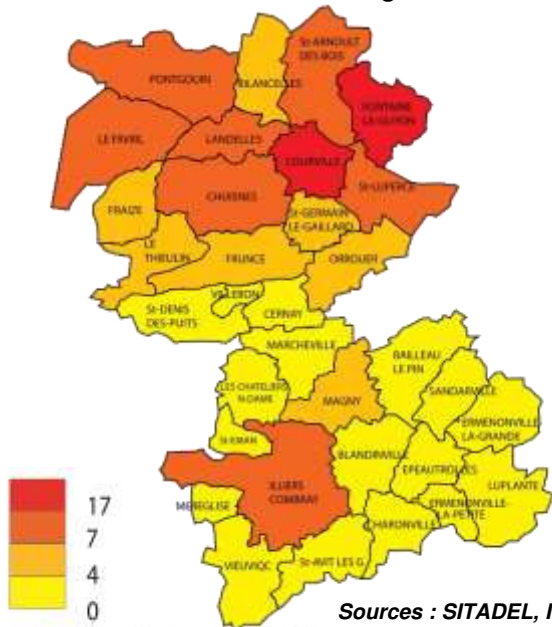 St-ARNOULT
DES-BOIS
PONTGOUIN
BILLANCELLES
FONTAINE
LA GUYON
LE FAVRIL
LANDELLES
COURVILLE
CHUISNES
St-LUPERCE
FRAIZE
St-GERMAIN
LE-GAILLARD
LE
THIEULIN
FRUNCE
ORROUER
VILLEBON
St-DENIS
DES-PUITS
CERNAY
MARCHEVILLE
BAILLEAU
LE PIN
LES CHATELIERS
N-DAME
MAGNY
SANDARVILLE
ERMENONVILLE
LA-GRANDE
St-EMAN
BLANDINVILLE
EPEAUTROLLES
ILLIERS
COMBRAY
LUPLANTE
MEREGLISE
ERMENONVILLE-
LA-PETITE
CHARONVILLE
VIEUVICQ
St-AVIT LES G.
17
7
4
0
Sources : SITADEL, I